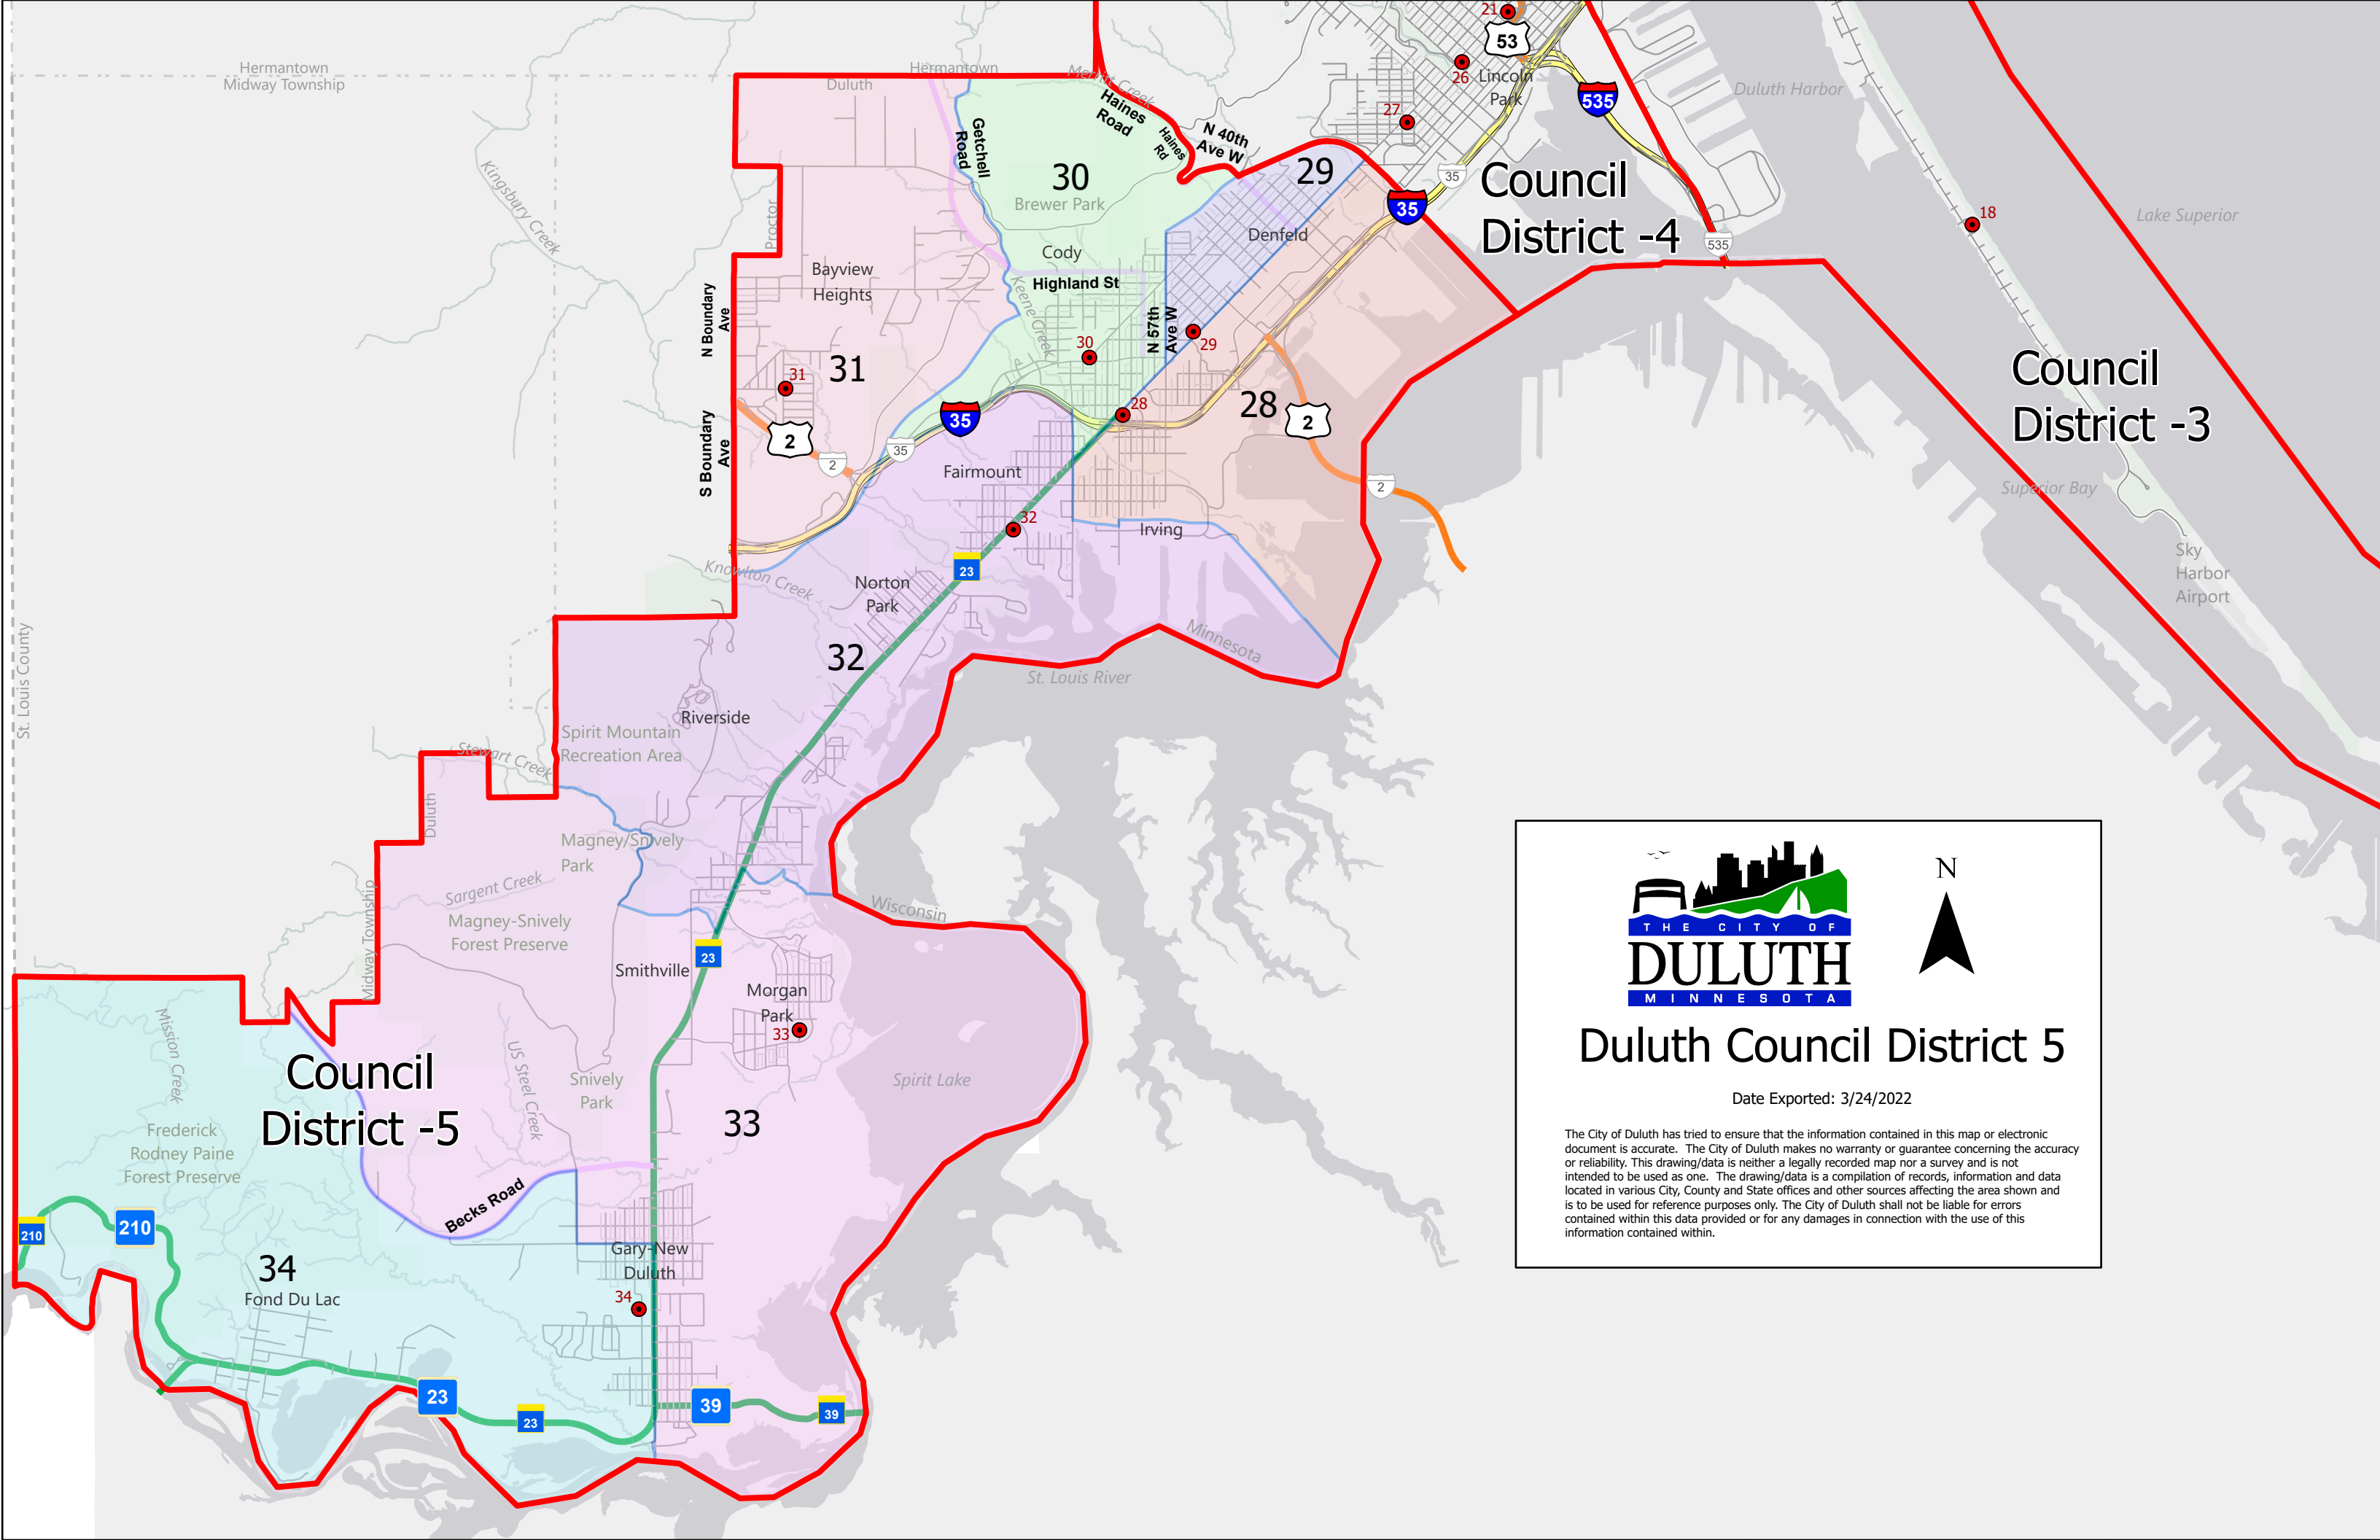 Hermantown
Midway Township
Hermantown
Duluth
Merritt Creek
Haines
Road
Haines
Rd
N 40th
Ave W
21
53
26
Lincoln
Park
27
535
Duluth Harbor
Getchell
Road
30
Brewer Park
29
35
35
Council
District -4
535
18
Lake Superior
Kingsbury Creek
Proctor
Cody
Denfeld
Bayview
Heights
Highland St
Keene Creek
N Boundary
Ave
N 57th
Ave W
30
29
31
31
28
28
2
Council
District -3
S Boundary
Ave
2
2
35
35
Fairmount
2
Superior Bay
32
Irving
23
Knowlton Creek
Norton
Park
Sky
Harbor
Airport
St. Louis County
32
Minnesota
St. Louis River
Riverside
Spirit Mountain
Recreation Area
Stewart Creek
Duluth
Magney/Snively
Park
Sargent Creek
Midway Township
Magney-Snively
Forest Preserve
Wisconsin
23
Smithville
Morgan
Park
33
Mission Creek
US Steel Creek
Council
District -5
Snively
Park
Spirit Lake
33
Frederick
Rodney Paine
Forest Preserve
Becks Road
210
210
Gary-New
Duluth
34
Fond Du Lac
34
23
23
39
39
THE CITY OF
DULUTH
MINNESOTA
N
Duluth Council District 5
Date Exported: 3/24/2022
The City of Duluth has tried to ensure that the information contained in this map or electronic
document is accurate. The City of Duluth makes no warranty or guarantee concerning the accuracy
or reliability. This drawing/data is neither a legally recorded map nor a survey and is not
intended to be used as one. The drawing/data is a compilation of records, information and data
located in various City, County and State offices and other sources affecting the area shown and
is to be used for reference purposes only. The City of Duluth shall not be liable for errors
contained within this data provided or for any damages in connection with the use of this
information contained within.